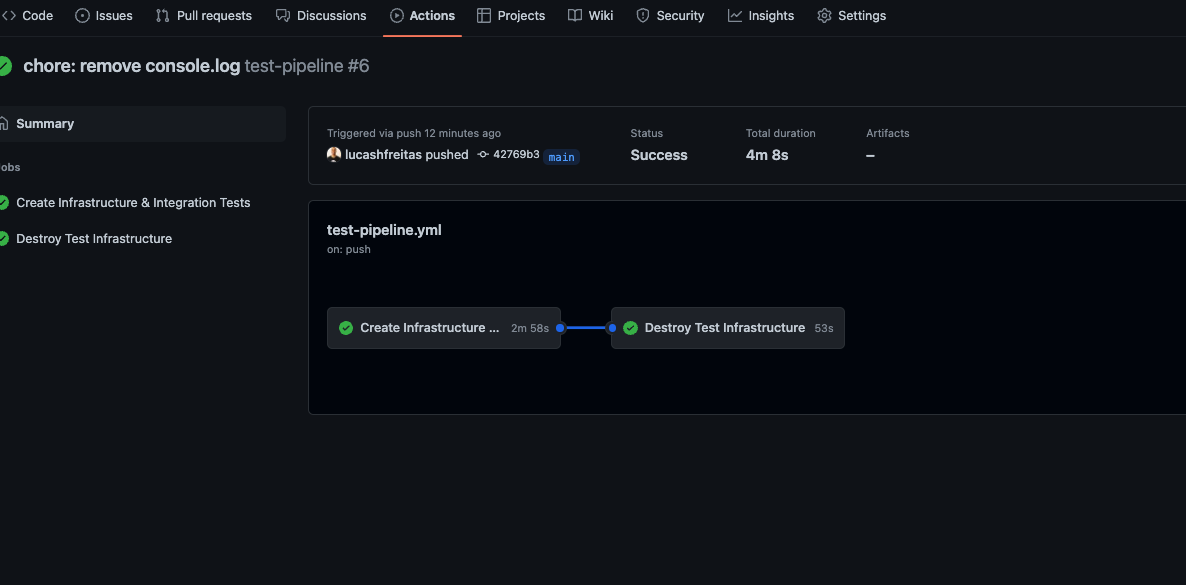 Code Issues Pull requests Discussions Actions Projects Wiki Security Insights Settings
chore: remove console.log test-pipeline #6
Summary
obs
Create Infrastructure & Integration Tests
Destroy Test Infrastructure
Triggered via push 12 minutes ago
lucashfreitas pushed 42769b3 main
Status
Success
Total duration
4m 8s
Artifacts
–
test-pipeline.yml
on: push
Create Infrastructure ... 2m 58s
Destroy Test Infrastructure 53s